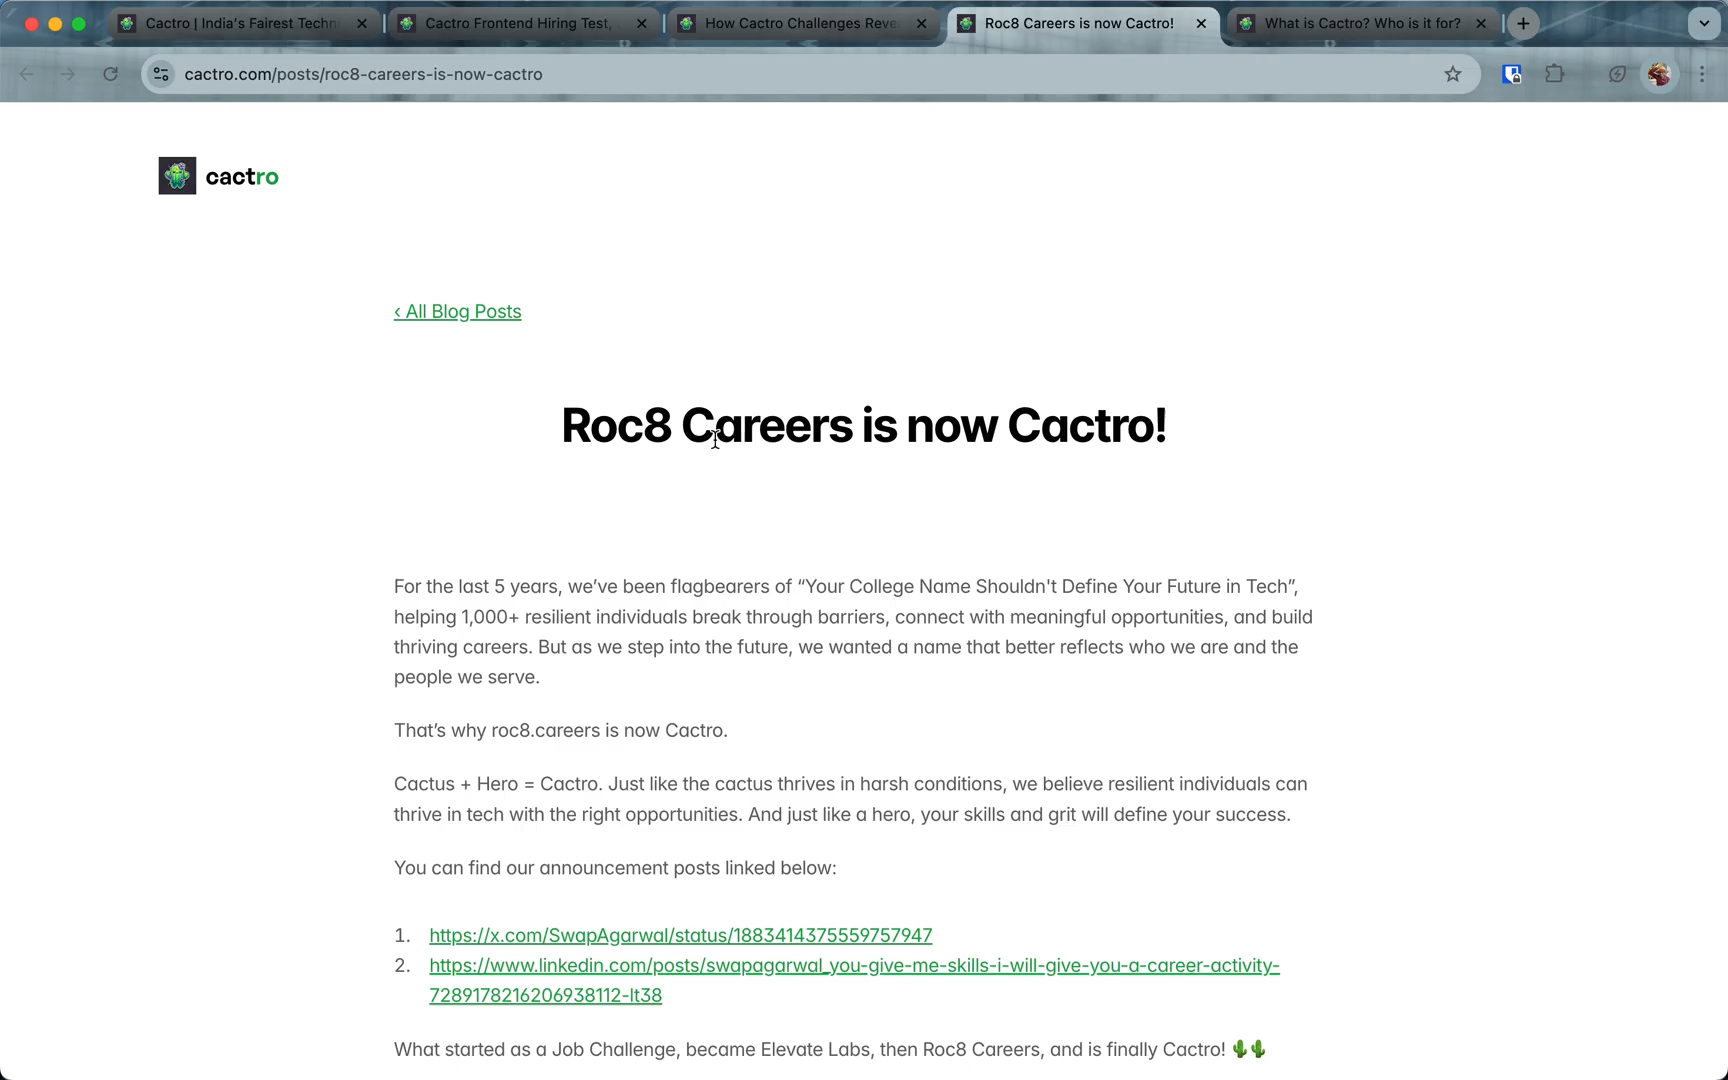 Cactro | India's Fairest Techni
Cactro Frontend Hiring Test,
How Cactro Challenges Reve
Roc8 Careers is now Cactro!
What is Cactro? Who is it for?
cactro.com/posts/roc8-careers-is-now-cactro
cactro
‹ All Blog Posts
Roc8 Careers is now Cactro!
For the last 5 years, we’ve been flagbearers of “Your College Name Shouldn't Define Your Future in Tech”,
helping 1,000+ resilient individuals break through barriers, connect with meaningful opportunities, and build
thriving careers. But as we step into the future, we wanted a name that better reflects who we are and the
people we serve.
That’s why roc8.careers is now Cactro.
Cactus + Hero = Cactro. Just like the cactus thrives in harsh conditions, we believe resilient individuals can
thrive in tech with the right opportunities. And just like a hero, your skills and grit will define your success.
You can find our announcement posts linked below:
1. https://x.com/SwapAgarwal/status/1883414375559757947
2. https://www.linkedin.com/posts/swapagarwal_you-give-me-skills-i-will-give-you-a-career-activity-
7289178216206938112-lt38
What started as a Job Challenge, became Elevate Labs, then Roc8 Careers, and is finally Cactro! 🌵🌵